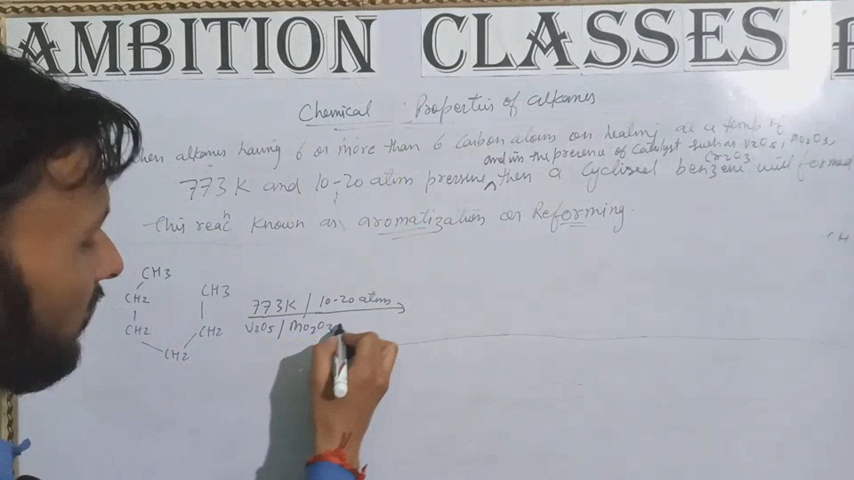 AMBITION CLASSES
Chemical Properties of alkanes
when alkanes having 6 or more than 6 Carbon atoms on heating at a temp of
and in the presence of Catalyst such as V2O5, Mo2O3,
Cr2O3
773 K and 10-20 atm pressure ^ then a Cyclised benzene will formed
This reacn known as aromatization or Reforming.
CH
CH3
CH2 CH3
773K / 10-20 atm
CH2 CH2 V2O5 / Mo2O3
CH2